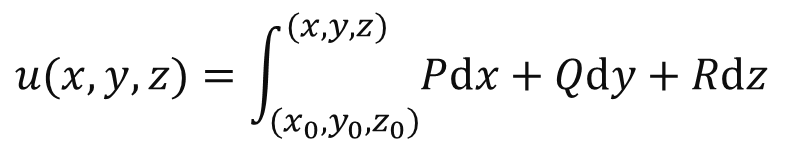 u(x, y, z) = ∫_{(x₀,y₀,z₀)}^{(x,y,z)} Pdx + Qdy + Rdz